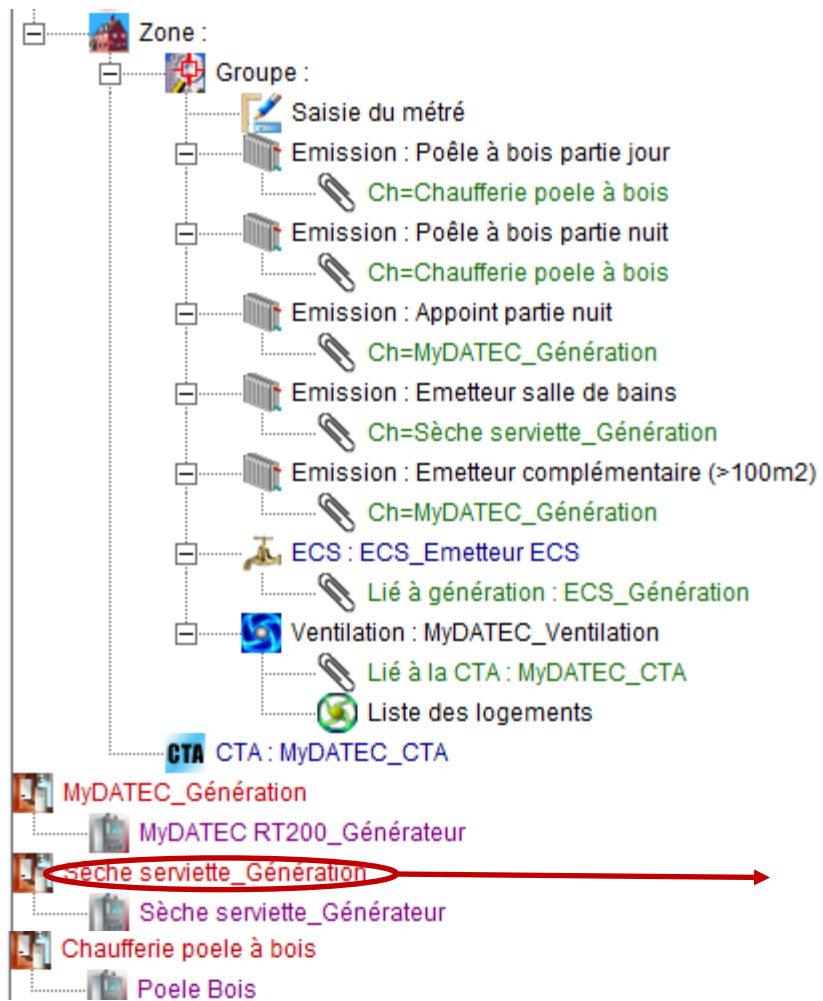 Zone :
Groupe :
Saisie du métré
Emission : Poêle à bois partie jour
Ch=Chaufferie poele à bois
Emission : Poêle à bois partie nuit
Ch=Chaufferie poele à bois
Emission : Appoint partie nuit
Ch=MyDATEC_Génération
Emission : Emetteur salle de bains
Ch=Sèche serviette_Génération
Emission : Emetteur complémentaire (>100m2)
Ch=MyDATEC_Génération
ECS : ECS_Emetteur ECS
Lié à génération : ECS_Génération
Ventilation : MyDATEC_Ventilation
Lié à la CTA : MyDATEC_CTA
Liste des logements
CTA CTA : MyDATEC_CTA
MyDATEC_Génération
MyDATEC RT200_Générateur
Sèche serviette_Génération
Sèche serviette_Générateur
Chaufferie poele à bois
Poele Bois